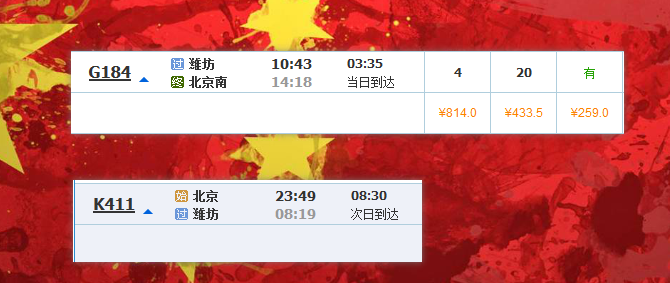 G184 过 潍坊 10:43 03:35 4 20 有
终 北京南 14:18 当日到达
¥814.0 ¥433.5 ¥259.0
K411 始 北京 23:49 08:30
过 潍坊 08:19 次日到达